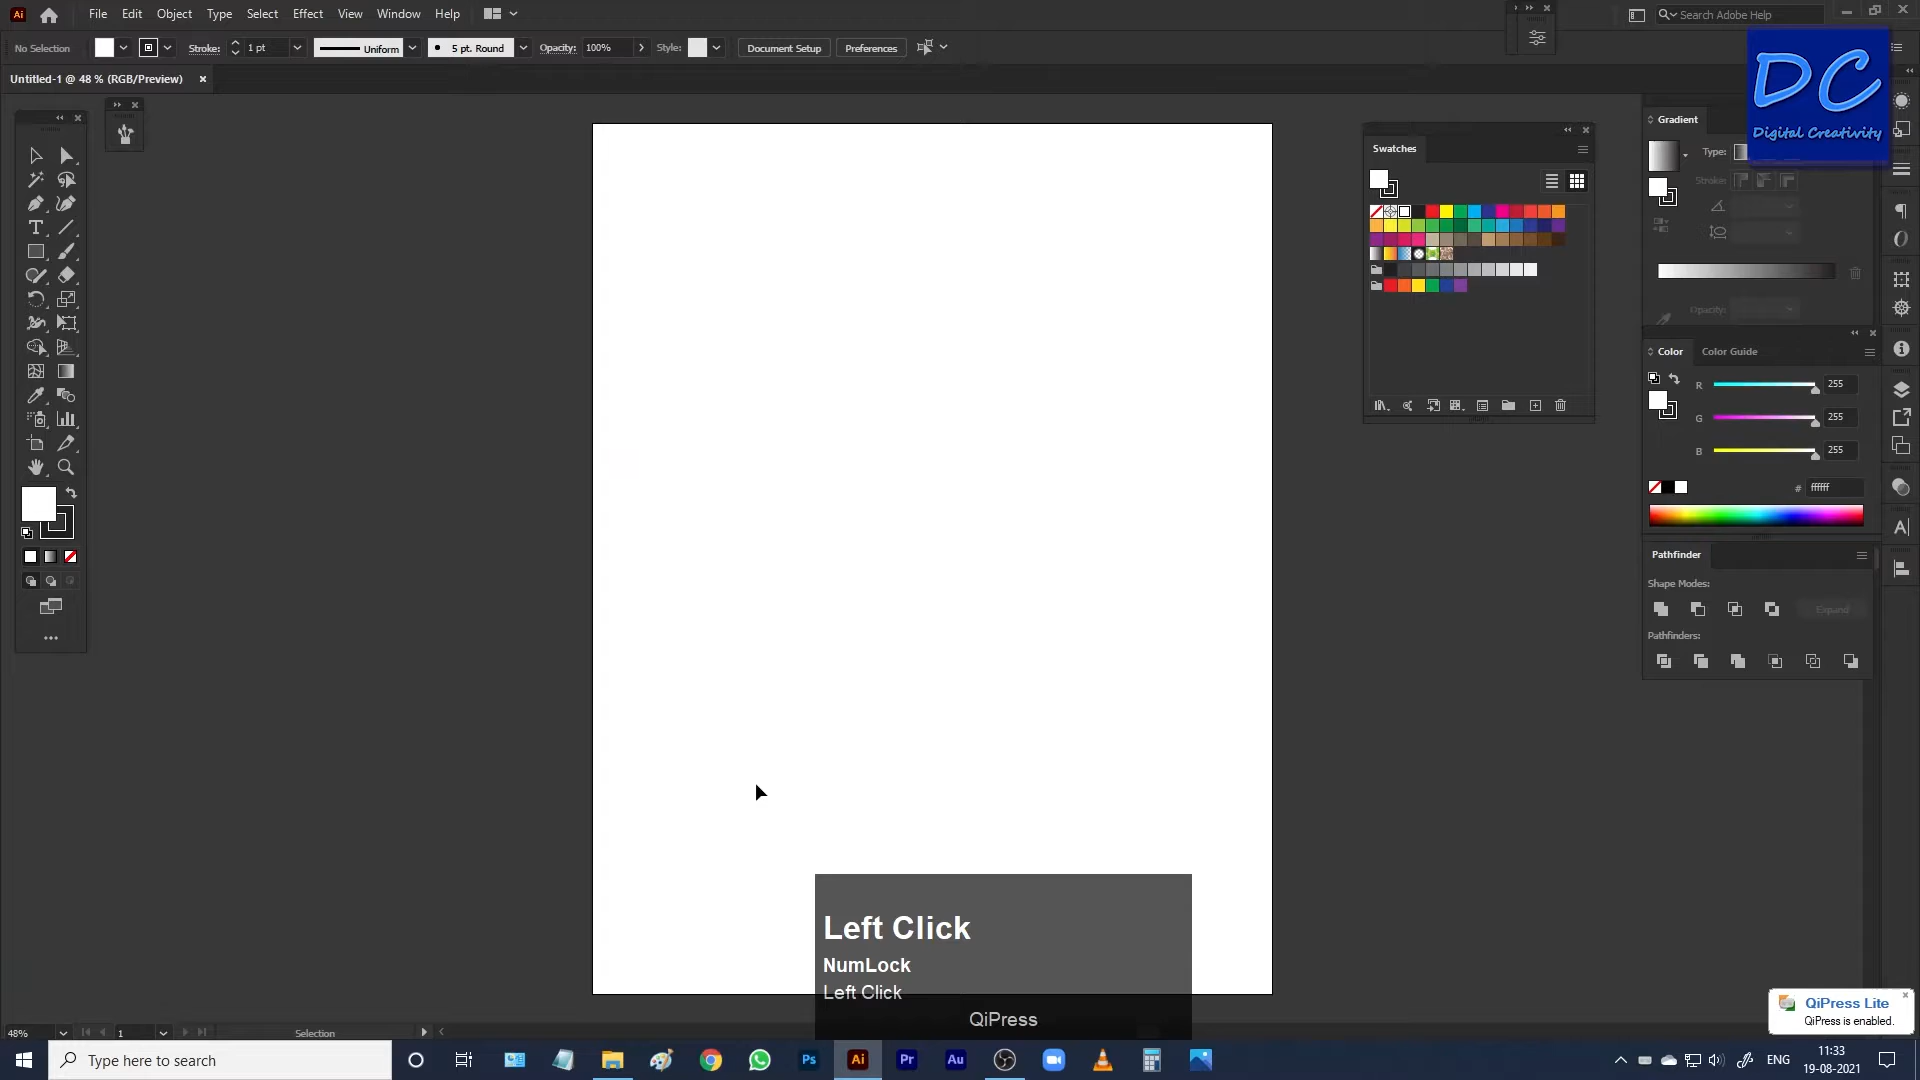 Ai File Edit Object Type Select Effect View Window Help
Search Adobe Help
No Selection Stroke: 1 pt Uniform 5 pt. Round Opacity: 100% Style: Document Setup Preferences
Untitled-1 @ 48 % (RGB/Preview)
DC
Digital Creativity
Swatches
Gradient
Type:
Stroke:
Opacity:
Color Color Guide
R 255
G 255
B 255
# ffffff
Pathfinder
Shape Modes:
Expand
Pathfinders:
Left Click
NumLock
Left Click
QiPress
QiPress Lite
QiPress is enabled.
48% 1 Selection
Type here to search
Ps Ai Pr Au
ENG
11:33
19-08-2021